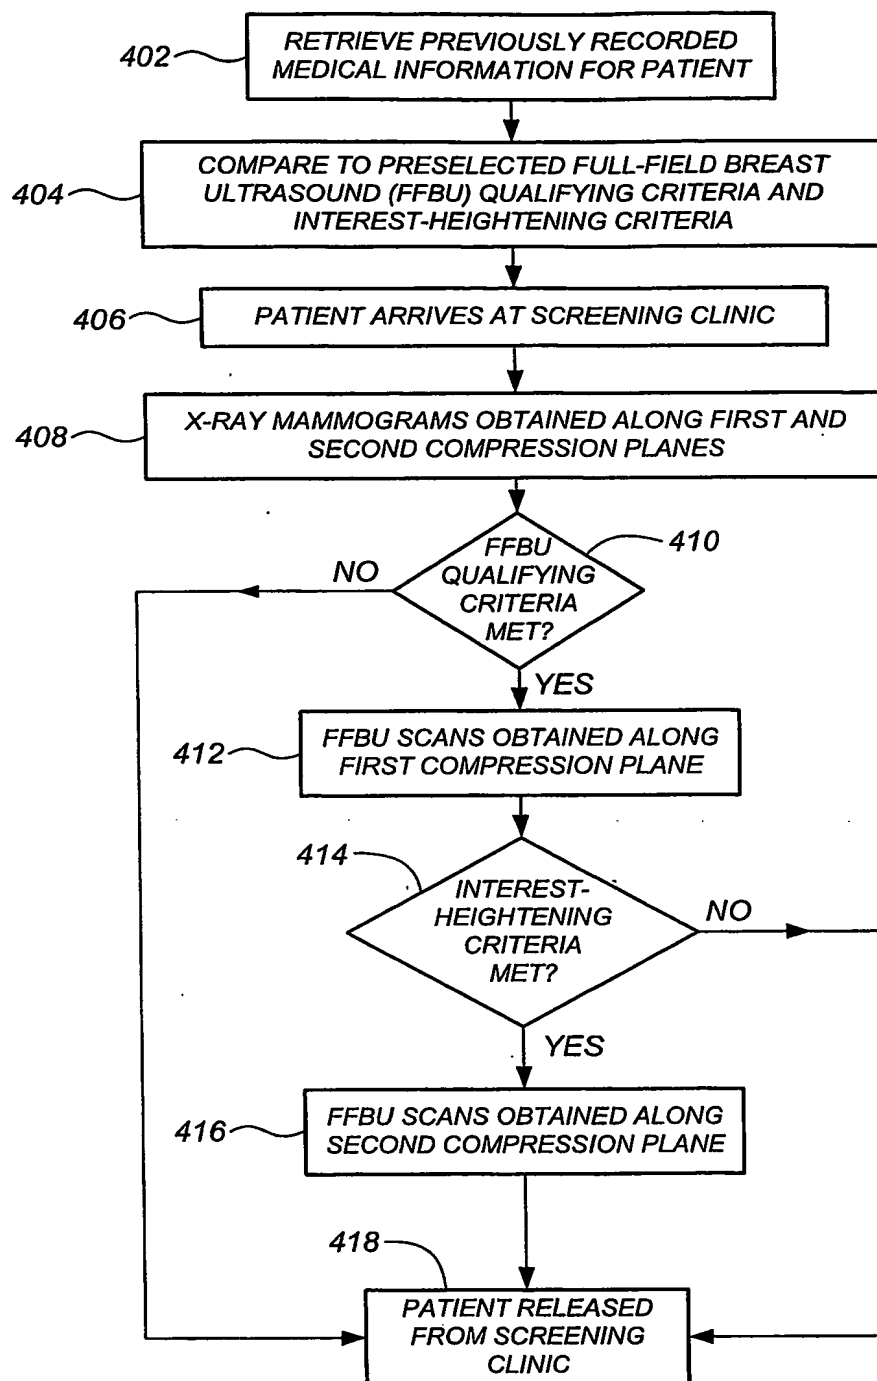 402
RETRIEVE PREVIOUSLY RECORDED
MEDICAL INFORMATION FOR PATIENT
404
COMPARE TO PRESELECTED FULL-FIELD BREAST
ULTRASOUND (FFBU) QUALIFYING CRITERIA AND
INTEREST-HEIGHTENING CRITERIA
406
PATIENT ARRIVES AT SCREENING CLINIC
408
X-RAY MAMMOGRAMS OBTAINED ALONG FIRST AND
SECOND COMPRESSION PLANES
410
FFBU
QUALIFYING
CRITERIA
MET?
NO
YES
412
FFBU SCANS OBTAINED ALONG
FIRST COMPRESSION PLANE
414
INTEREST-
HEIGHTENING
CRITERIA
MET?
NO
YES
416
FFBU SCANS OBTAINED ALONG
SECOND COMPRESSION PLANE
418
PATIENT RELEASED
FROM SCREENING
CLINIC